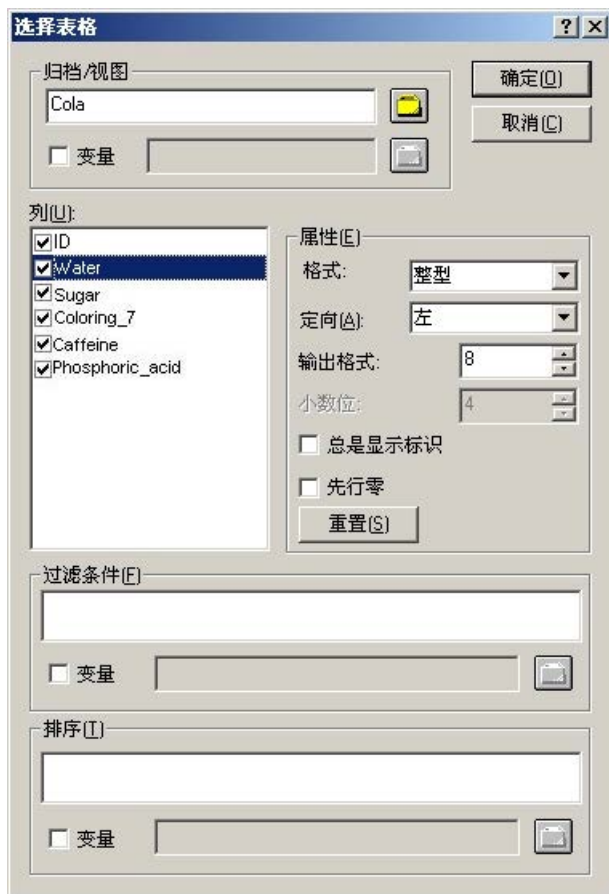 选择表格
归档/视图
Cola
变量
确定(O)
取消(C)
列(U):
ID
Water
Sugar
Coloring_7
Caffeine
Phosphoric_acid
属性(E)
格式: 整型
定向(A): 左
输出格式: 8
小数位: 4
总是显示标识
先行零
重置(S)
过滤条件(F)
变量
排序(T)
变量